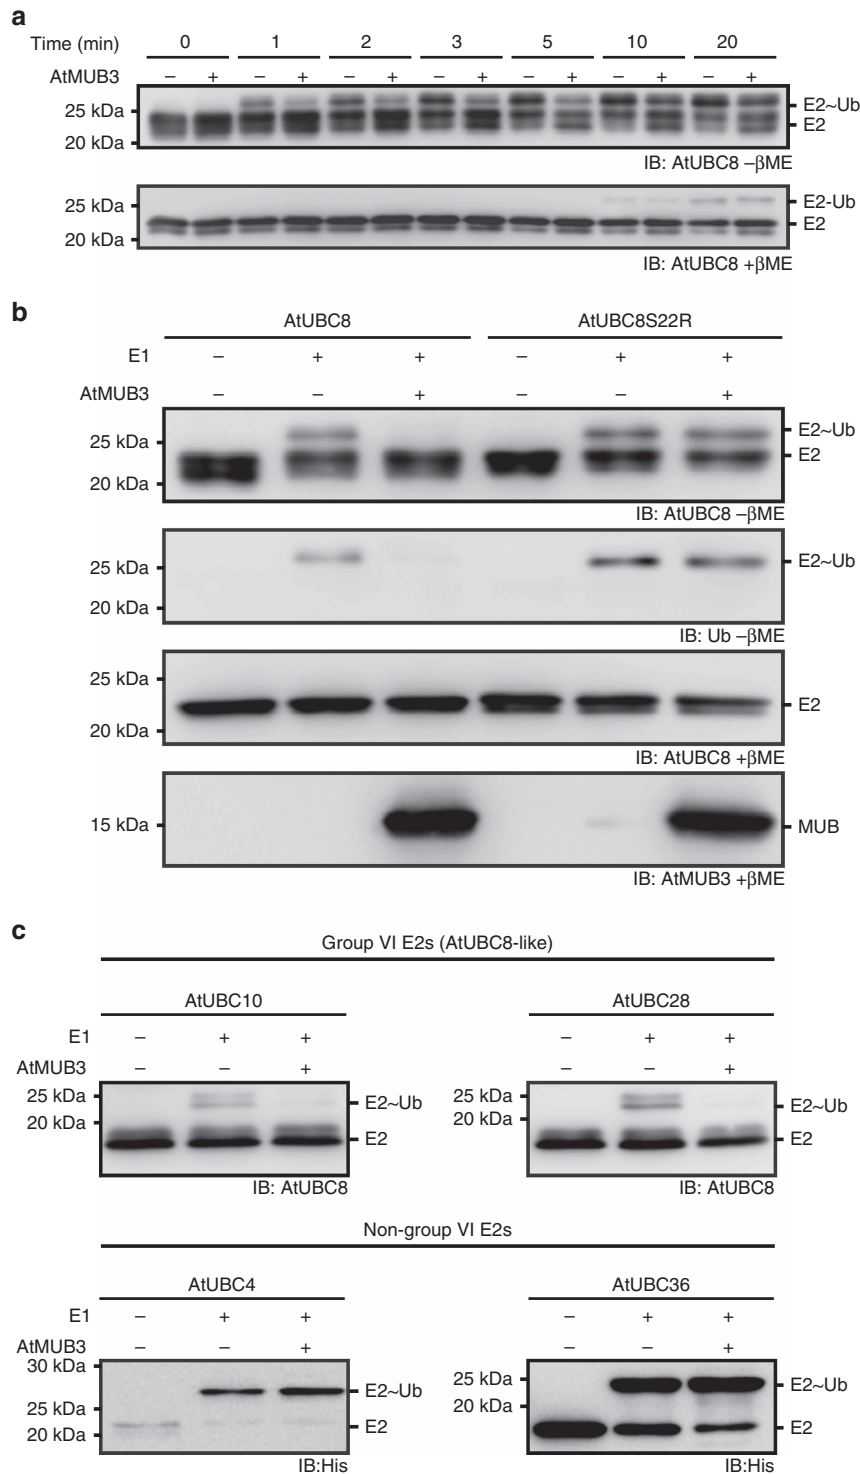 a
Time (min) 0 1 2 3 5 10 20
AtMUB3 – + – + – + – + – + – + – +
25 kDa E2~Ub
E2
20 kDa
IB: AtUBC8 –βME
25 kDa E2-Ub
E2
20 kDa
IB: AtUBC8 +βME
b
AtUBC8 AtUBC8S22R
E1 – + + – + +
AtMUB3 – – + – – +
E2~Ub
25 kDa
E2
20 kDa
IB: AtUBC8 –βME
25 kDa E2~Ub
20 kDa
IB: Ub –βME
25 kDa
E2
20 kDa
IB: AtUBC8 +βME
15 kDa MUB
IB: AtMUB3 +βME
c
Group VI E2s (AtUBC8-like)
AtUBC10 AtUBC28
E1 – + + – + +
AtMUB3 – – + – – +
25 kDa E2~Ub 25 kDa E2~Ub
20 kDa 20 kDa
E2 E2
IB: AtUBC8 IB: AtUBC8
Non-group VI E2s
AtUBC4 AtUBC36
E1 – + + – + +
AtMUB3 – – + – – +
30 kDa
E2~Ub 25 kDa E2~Ub
25 kDa 20 kDa
E2 E2
20 kDa
IB:His IB:His